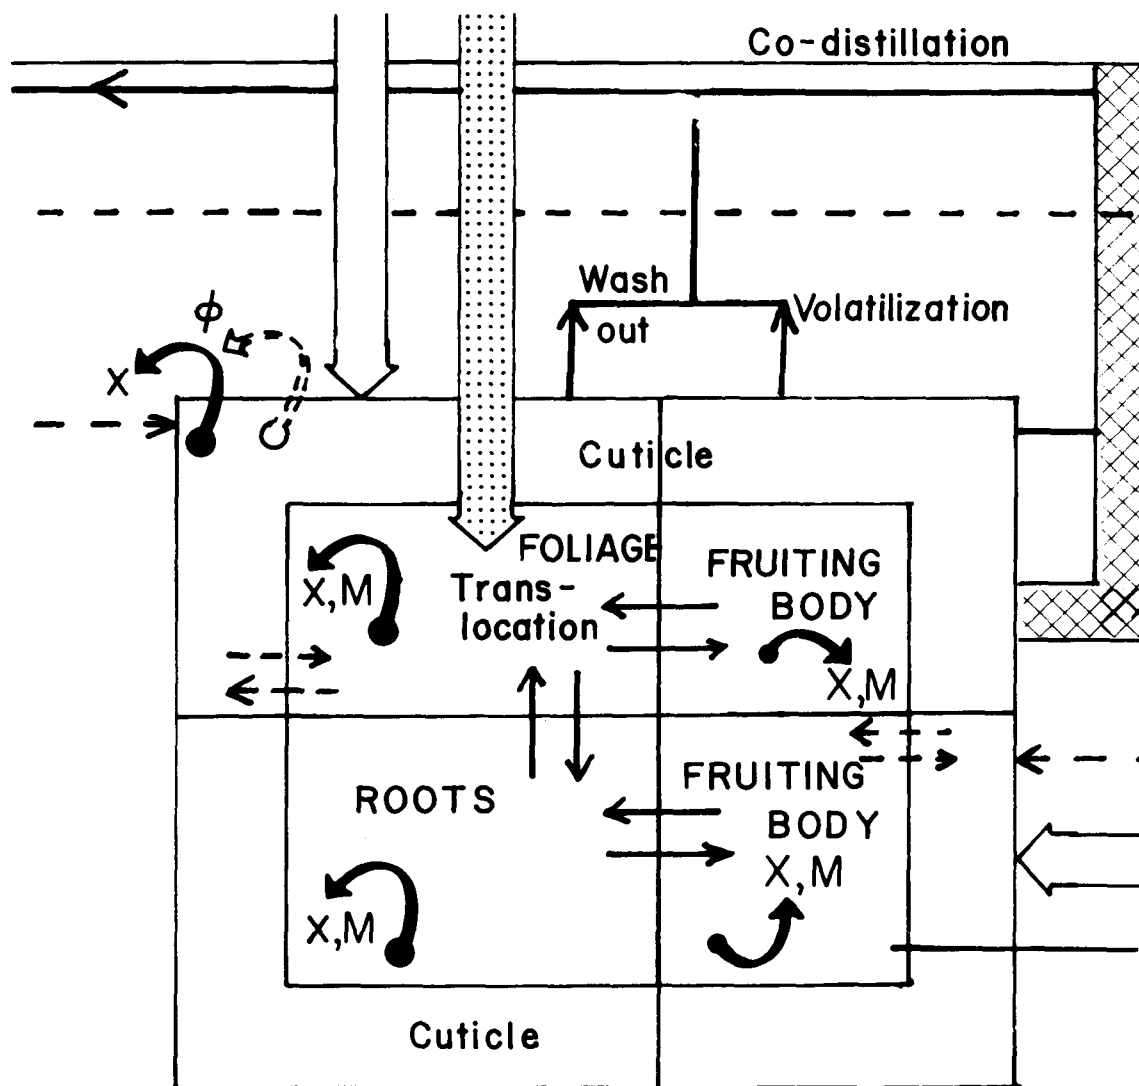 Co-distillation
Wash
out
Volatilization
ϕ
X
Cuticle
FOLIAGE
Trans-
location
FRUITING
BODY
X,M
X,M
ROOTS
FRUITING
BODY
X,M
X,M
Cuticle